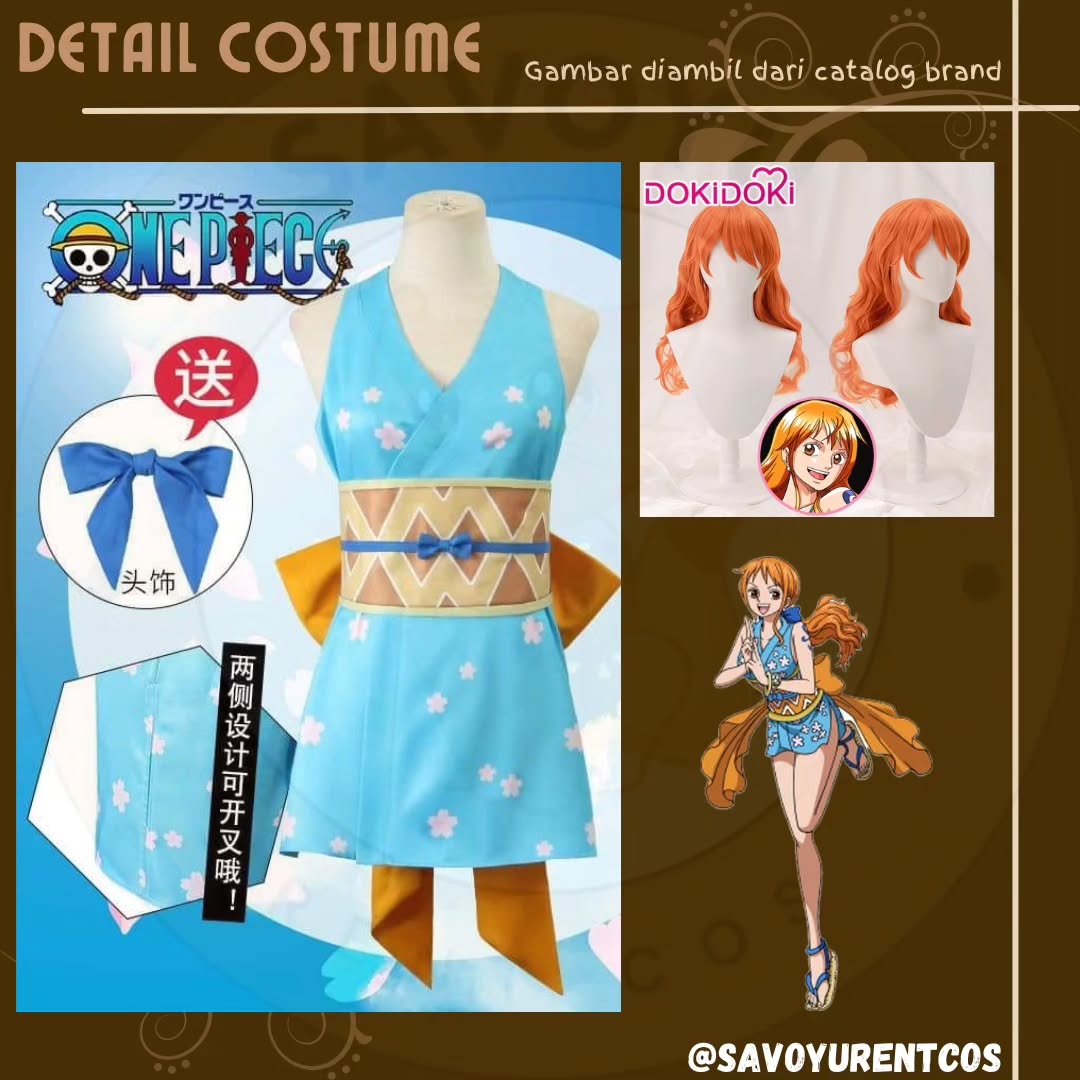 DETAIL COSTUME
Gambar diambil dari catalog brand
ワンピース
ONE PIECE
送
头饰
两侧设计可开叉哦！
DOKIDOKI
@SAVOYURENTCOS